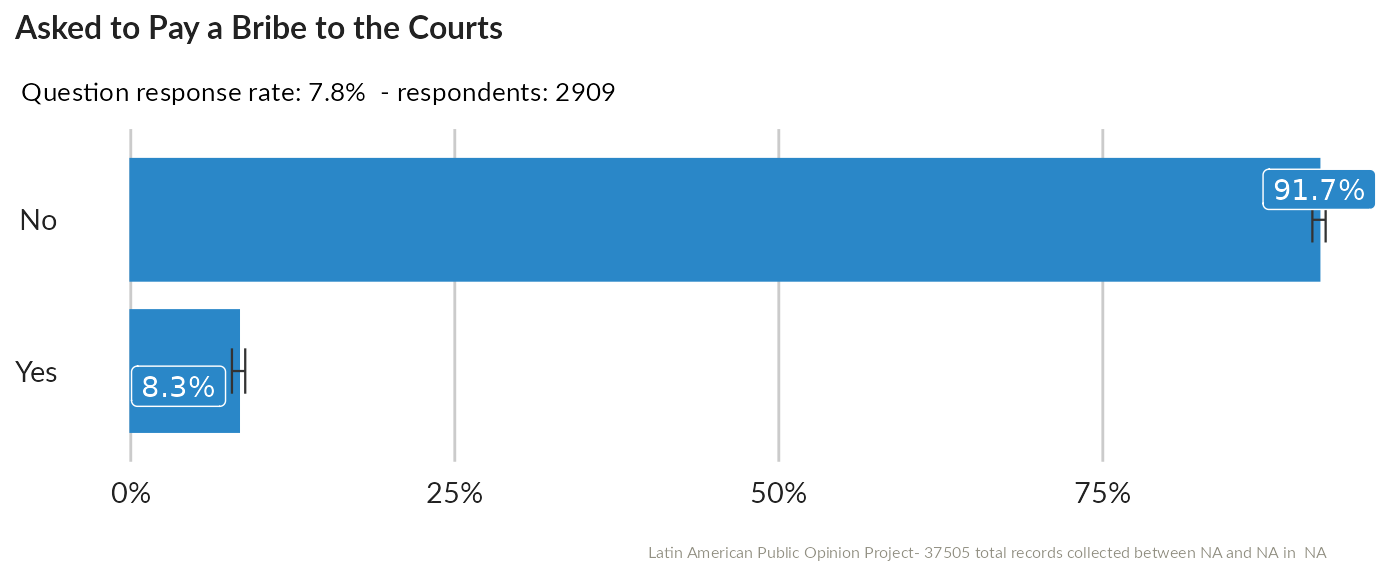 Asked to Pay a Bribe to the Courts
Question response rate: 7.8%  - respondents: 2909
No
91.7%
Yes
8.3%
0% 25% 50% 75%
Latin American Public Opinion Project- 37505 total records collected between NA and NA in  NA